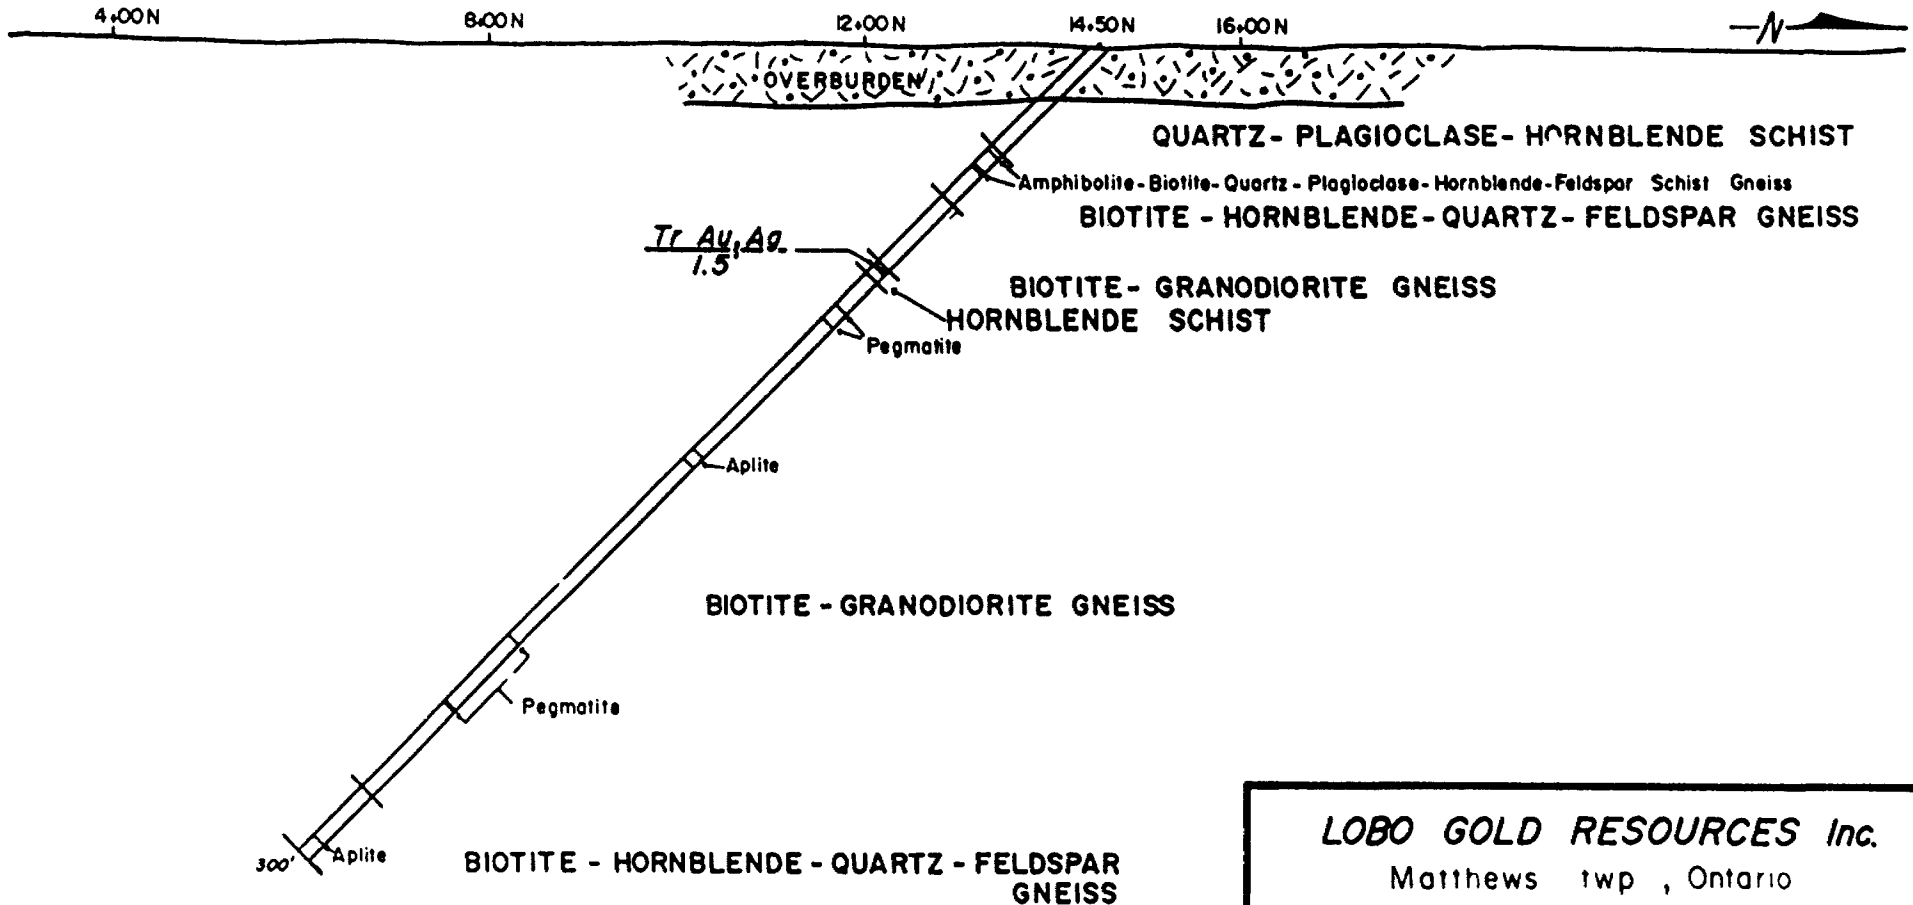 4+00N 8+00N 12+00N 14+50N 16+00N N
OVERBURDEN
QUARTZ-PLAGIOCLASE-HORNBLENDE SCHIST
Amphibolite-Biotite-Quartz-Plagioclase-Hornblende-Feldspar Schist Gneiss
BIOTITE-HORNBLENDE-QUARTZ-FELDSPAR GNEISS
Tr Au, Ag
1.5'
BIOTITE-GRANODIORITE GNEISS
HORNBLENDE SCHIST
Pegmatite
Aplite
BIOTITE-GRANODIORITE GNEISS
Pegmatite
300'
Aplite
BIOTITE-HORNBLENDE-QUARTZ-FELDSPAR
GNEISS
LOBO GOLD RESOURCES Inc.
Matthews twp, Ontario